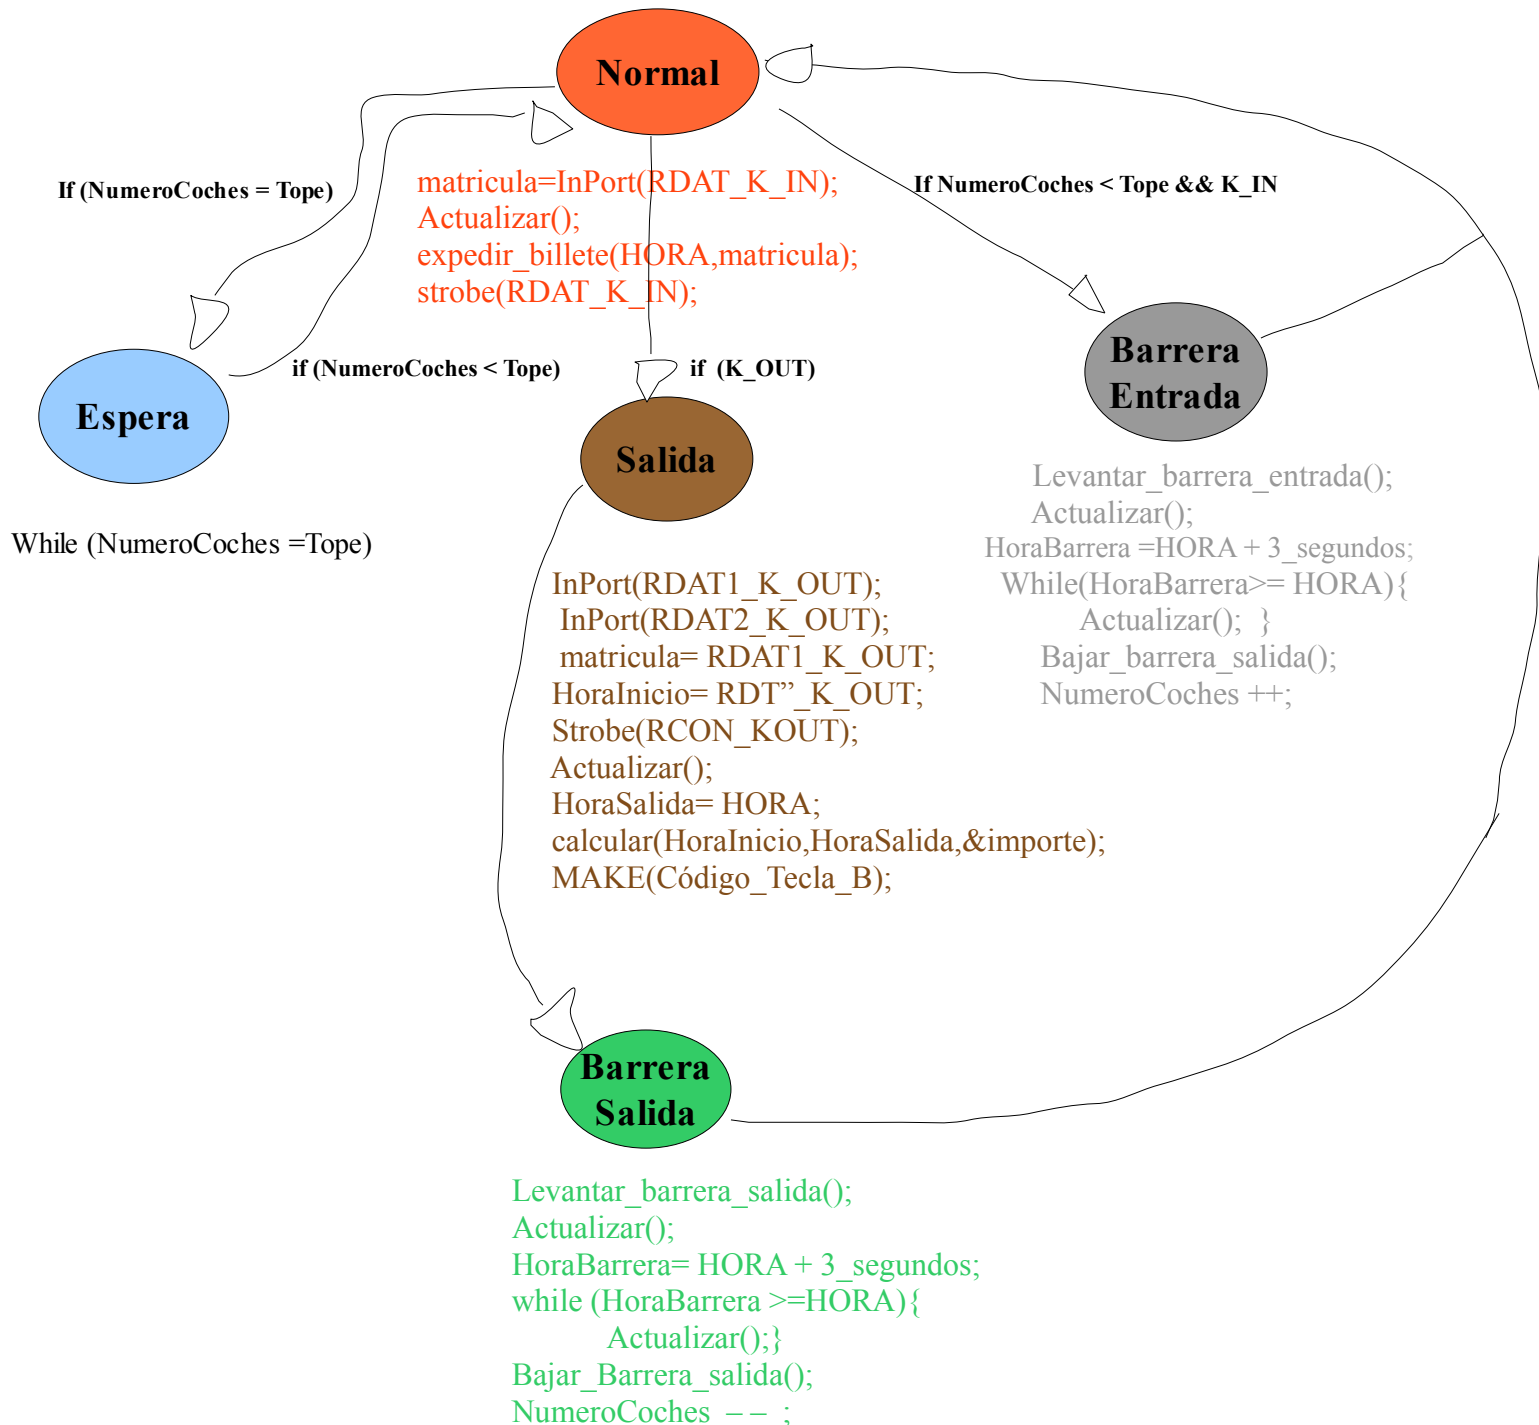 Normal
If (NumeroCoches = Tope)
matricula=InPort(RDAT_K_IN);
Actualizar();
expedir_billete(HORA,matricula);
strobe(RDAT_K_IN);
If NumeroCoches < Tope && K_IN
if (NumeroCoches < Tope)
if (K_OUT)
Espera
While (NumeroCoches =Tope)
Salida
InPort(RDAT1_K_OUT);
InPort(RDAT2_K_OUT);
matricula= RDAT1_K_OUT;
HoraInicio= RDT”_K_OUT;
Strobe(RCON_KOUT);
Actualizar();
HoraSalida= HORA;
calcular(HoraInicio,HoraSalida,&importe);
MAKE(Código_Tecla_B);
Barrera
Entrada
Levantar_barrera_entrada();
Actualizar();
HoraBarrera =HORA + 3_segundos;
While(HoraBarrera>= HORA){
Actualizar(); }
Bajar_barrera_salida();
NumeroCoches ++;
Barrera
Salida
Levantar_barrera_salida();
Actualizar();
HoraBarrera= HORA + 3_segundos;
while (HoraBarrera >=HORA){
Actualizar();}
Bajar_Barrera_salida();
NumeroCoches – – ;